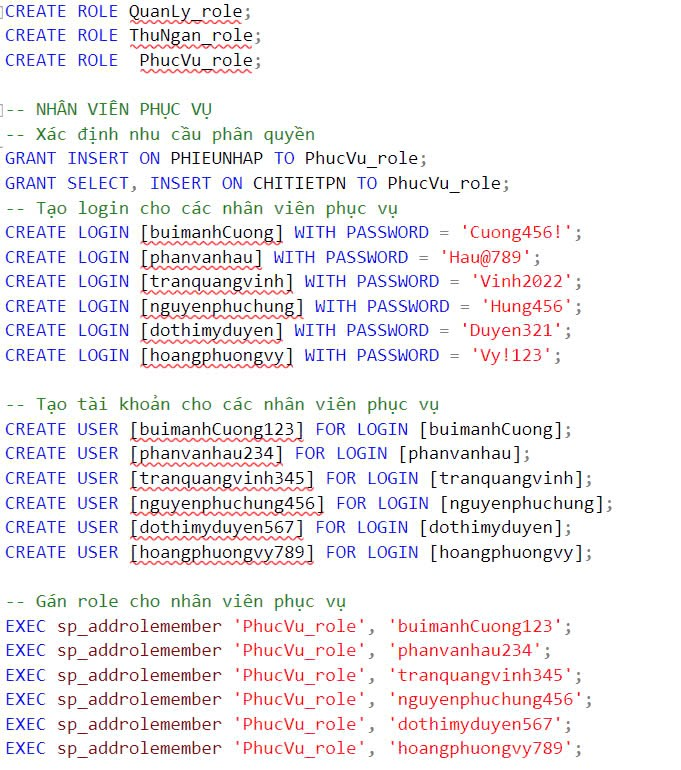 CREATE ROLE QuanLy_role;
CREATE ROLE ThuNgan_role;
CREATE ROLE  PhucVu_role;
-- NHÂN VIÊN PHỤC VỤ
-- Xác định nhu cầu phân quyền
GRANT INSERT ON PHIEUNHAP TO PhucVu_role;
GRANT SELECT, INSERT ON CHITIETPN TO PhucVu_role;
-- Tạo login cho các nhân viên phục vụ
CREATE LOGIN [buimanhCuong] WITH PASSWORD = 'Cuong456!';
CREATE LOGIN [phanvanhau] WITH PASSWORD = 'Hau@789';
CREATE LOGIN [tranquangvinh] WITH PASSWORD = 'Vinh2022';
CREATE LOGIN [nguyenphuchung] WITH PASSWORD = 'Hung456';
CREATE LOGIN [dothimyduyen] WITH PASSWORD = 'Duyen321';
CREATE LOGIN [hoangphuongvy] WITH PASSWORD = 'Vy!123';
-- Tạo tài khoản cho các nhân viên phục vụ
CREATE USER [buimanhCuong123] FOR LOGIN [buimanhCuong];
CREATE USER [phanvanhau234] FOR LOGIN [phanvanhau];
CREATE USER [tranquangvinh345] FOR LOGIN [tranquangvinh];
CREATE USER [nguyenphuchung456] FOR LOGIN [nguyenphuchung];
CREATE USER [dothimyduyen567] FOR LOGIN [dothimyduyen];
CREATE USER [hoangphuongvy789] FOR LOGIN [hoangphuongvy];
-- Gán role cho nhân viên phục vụ
EXEC sp_addrolemember 'PhucVu_role', 'buimanhCuong123';
EXEC sp_addrolemember 'PhucVu_role', 'phanvanhau234';
EXEC sp_addrolemember 'PhucVu_role', 'tranquangvinh345';
EXEC sp_addrolemember 'PhucVu_role', 'nguyenphuchung456';
EXEC sp_addrolemember 'PhucVu_role', 'dothimyduyen567';
EXEC sp_addrolemember 'PhucVu_role', 'hoangphuongvy789';